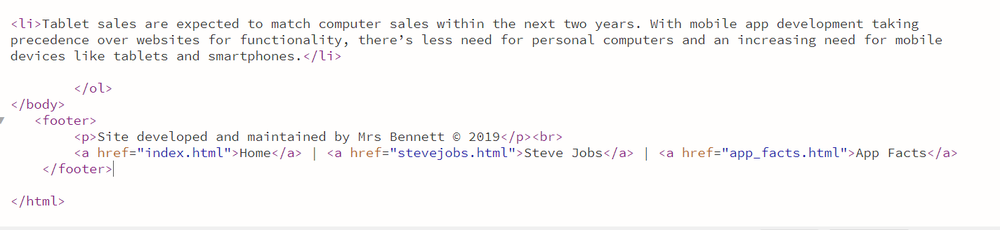 <li>Tablet sales are expected to match computer sales within the next two years. With mobile app development taking
precedence over websites for functionality, there’s less need for personal computers and an increasing need for mobile
devices like tablets and smartphones.</li>
</ol>
</body>
<footer>
<p>Site developed and maintained by Mrs Bennett © 2019</p><br>
<a href="index.html">Home</a> | <a href="stevejobs.html">Steve Jobs</a> | <a href="app_facts.html">App Facts</a>
</footer>
</html>